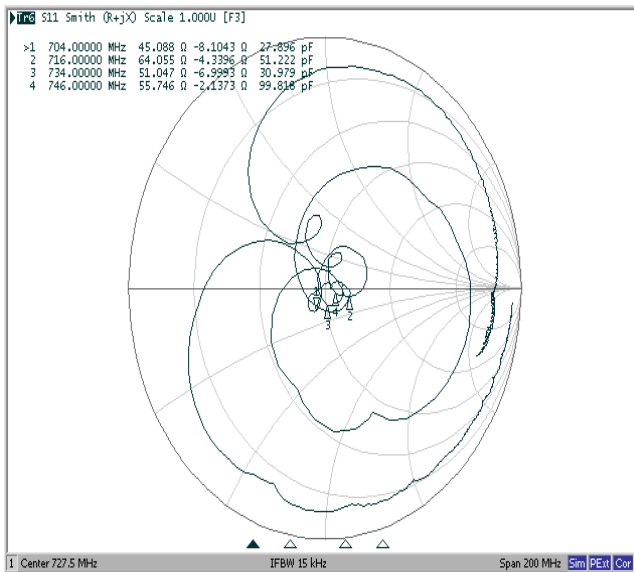 Tr6 S11 Smith (R+jX) Scale 1.000U [F3]
>1 704.00000 MHz 45.088 Ω -8.1043 Ω 27.896 pF
2 716.00000 MHz 64.055 Ω -4.3396 Ω 51.222 pF
3 734.00000 MHz 51.047 Ω -6.9993 Ω 30.979 pF
4 746.00000 MHz 55.746 Ω -2.1373 Ω 99.818 pF
4
2
3
1 Center 727.5 MHz IFBW 15 kHz Span 200 MHz Sim PExt Cor